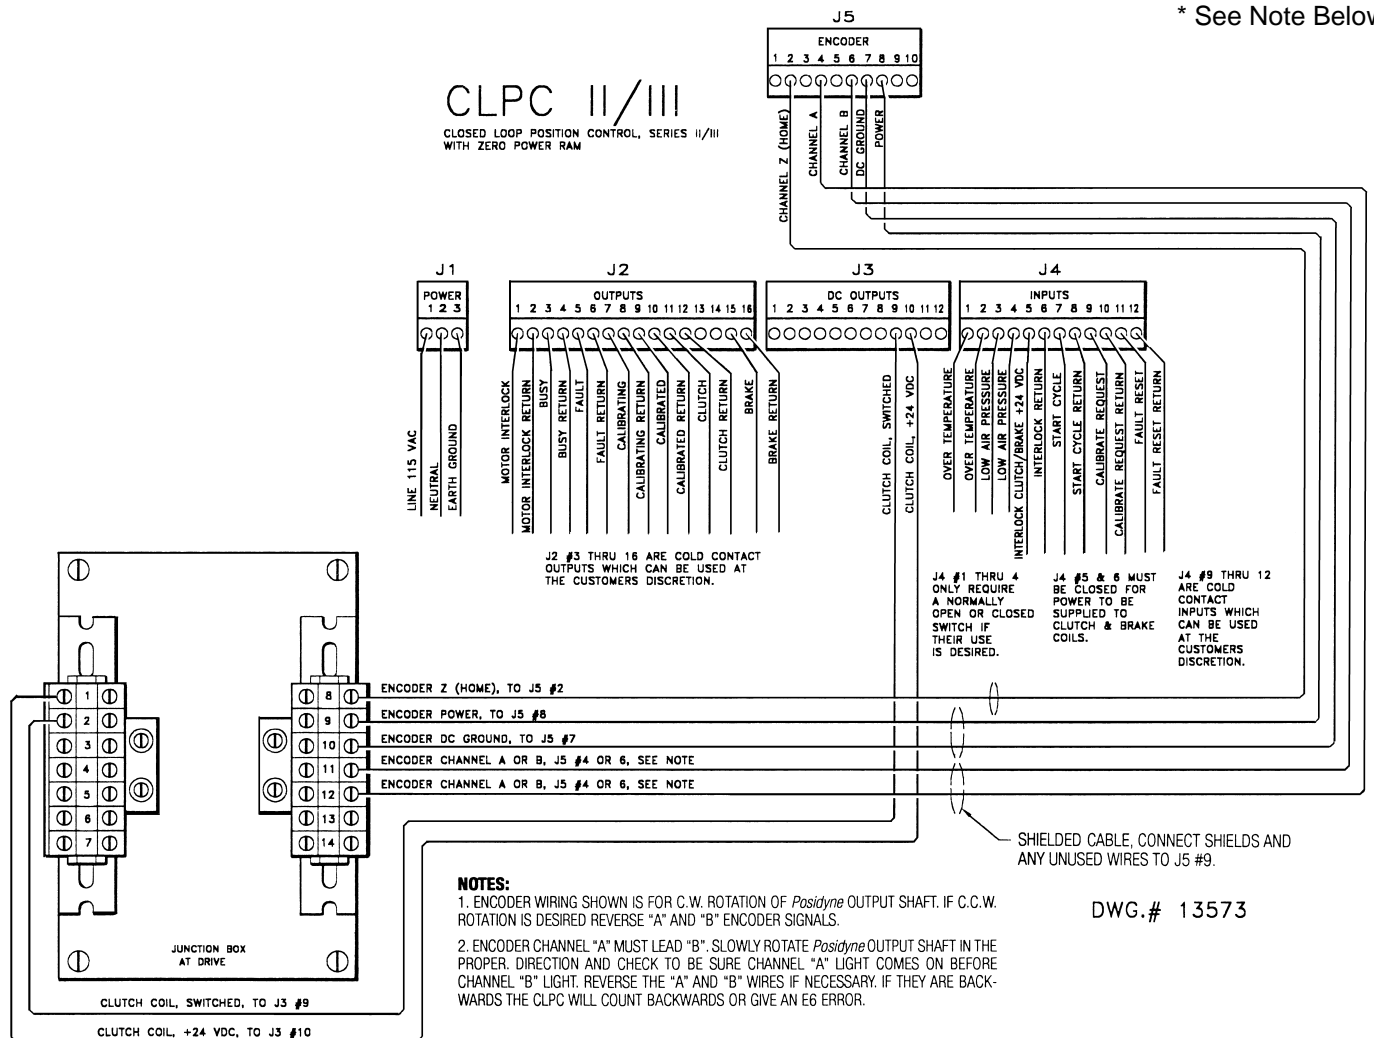 * See Note Below
J5
ENCODER
1 2 3 4 5 6 7 8 9 10
CHANNEL Z (HOME)
CHANNEL A
CHANNEL B
DC GROUND
POWER
CLPC II/III
CLOSED LOOP POSITION CONTROL, SERIES II/III
WITH ZERO POWER RAM
J1
POWER
1 2 3
LINE 115 VAC
NEUTRAL
EARTH GROUND
J2
OUTPUTS
1 2 3 4 5 6 7 8 9 10 11 12 13 14 15 16
MOTOR INTERLOCK
MOTOR INTERLOCK RETURN
BUSY
BUSY RETURN
FAULT
FAULT RETURN
CALIBRATING
CALIBRATING RETURN
CALIBRATED
CALIBRATED RETURN
CLUTCH
CLUTCH RETURN
BRAKE
BRAKE RETURN
J2 #3 THRU 16 ARE COLD CONTACT
OUTPUTS WHICH CAN BE USED AT
THE CUSTOMERS DISCRETION.
J3
DC OUTPUTS
1 2 3 4 5 6 7 8 9 10 11 12
CLUTCH COIL, SWITCHED
CLUTCH COIL, +24 VDC
J4
INPUTS
1 2 3 4 5 6 7 8 9 10 11 12
OVER TEMPERATURE
OVER TEMPERATURE
LOW AIR PRESSURE
LOW AIR PRESSURE
INTERLOCK CLUTCH/BRAKE +24 VDC
INTERLOCK RETURN
START CYCLE
START CYCLE RETURN
CALIBRATE REQUEST
CALIBRATE REQUEST RETURN
FAULT RESET
FAULT RESET RETURN
J4 #1 THRU 4
ONLY REQUIRE
A NORMALLY
OPEN OR CLOSED
SWITCH IF
THEIR USE
IS DESIRED.
J4 #5 & 6 MUST
BE CLOSED FOR
POWER TO BE
SUPPLIED TO
CLUTCH & BRAKE
COILS.
J4 #9 THRU 12
ARE COLD
CONTACT
INPUTS WHICH
CAN BE USED
AT THE
CUSTOMERS
DISCRETION.
1
2
3
4
5
6
7
8
9
10
11
12
13
14
ENCODER Z (HOME), TO J5 #2
ENCODER POWER, TO J5 #8
ENCODER DC GROUND, TO J5 #7
ENCODER CHANNEL A OR B, J5 #4 OR 6, SEE NOTE
ENCODER CHANNEL A OR B, J5 #4 OR 6, SEE NOTE
SHIELDED CABLE, CONNECT SHIELDS AND
ANY UNUSED WIRES TO J5 #9.
JUNCTION BOX
AT DRIVE
CLUTCH COIL, SWITCHED, TO J3 #9
CLUTCH COIL, +24 VDC, TO J3 #10
NOTES:
1. ENCODER WIRING SHOWN IS FOR C.W. ROTATION OF Posidyne OUTPUT SHAFT. IF C.C.W.
ROTATION IS DESIRED REVERSE “A” AND “B” ENCODER SIGNALS.
2. ENCODER CHANNEL “A” MUST LEAD “B”. SLOWLY ROTATE Posidyne OUTPUT SHAFT IN THE
PROPER. DIRECTION AND CHECK TO BE SURE CHANNEL “A” LIGHT COMES ON BEFORE
CHANNEL “B” LIGHT. REVERSE THE “A” AND “B” WIRES IF NECESSARY. IF THEY ARE BACK-
WARDS THE CLPC WILL COUNT BACKWARDS OR GIVE AN E6 ERROR.
DWG.# 13573